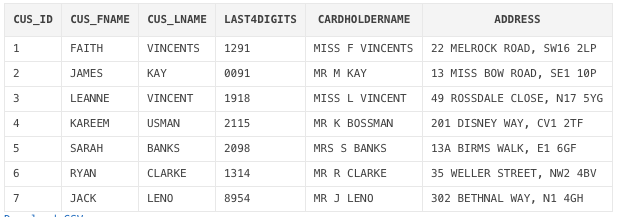 CUS_ID CUS_FNAME CUS_LNAME LAST4DIGITS CARDHOLDERNAME ADDRESS
1 FAITH VINCENTS 1291 MISS F VINCENTS 22 MELROCK ROAD, SW16 2LP
2 JAMES KAY 0091 MR M KAY 13 MISS BOW ROAD, SE1 10P
3 LEANNE VINCENT 1918 MISS L VINCENT 49 ROSSDALE CLOSE, N17 5YG
4 KAREEM USMAN 2115 MR K BOSSMAN 201 DISNEY WAY, CV1 2TF
5 SARAH BANKS 2098 MRS S BANKS 13A BIRMS WALK, E1 6GF
6 RYAN CLARKE 1314 MR R CLARKE 35 WELLER STREET, NW2 4BV
7 JACK LENO 8954 MR J LENO 302 BETHNAL WAY, N1 4GH